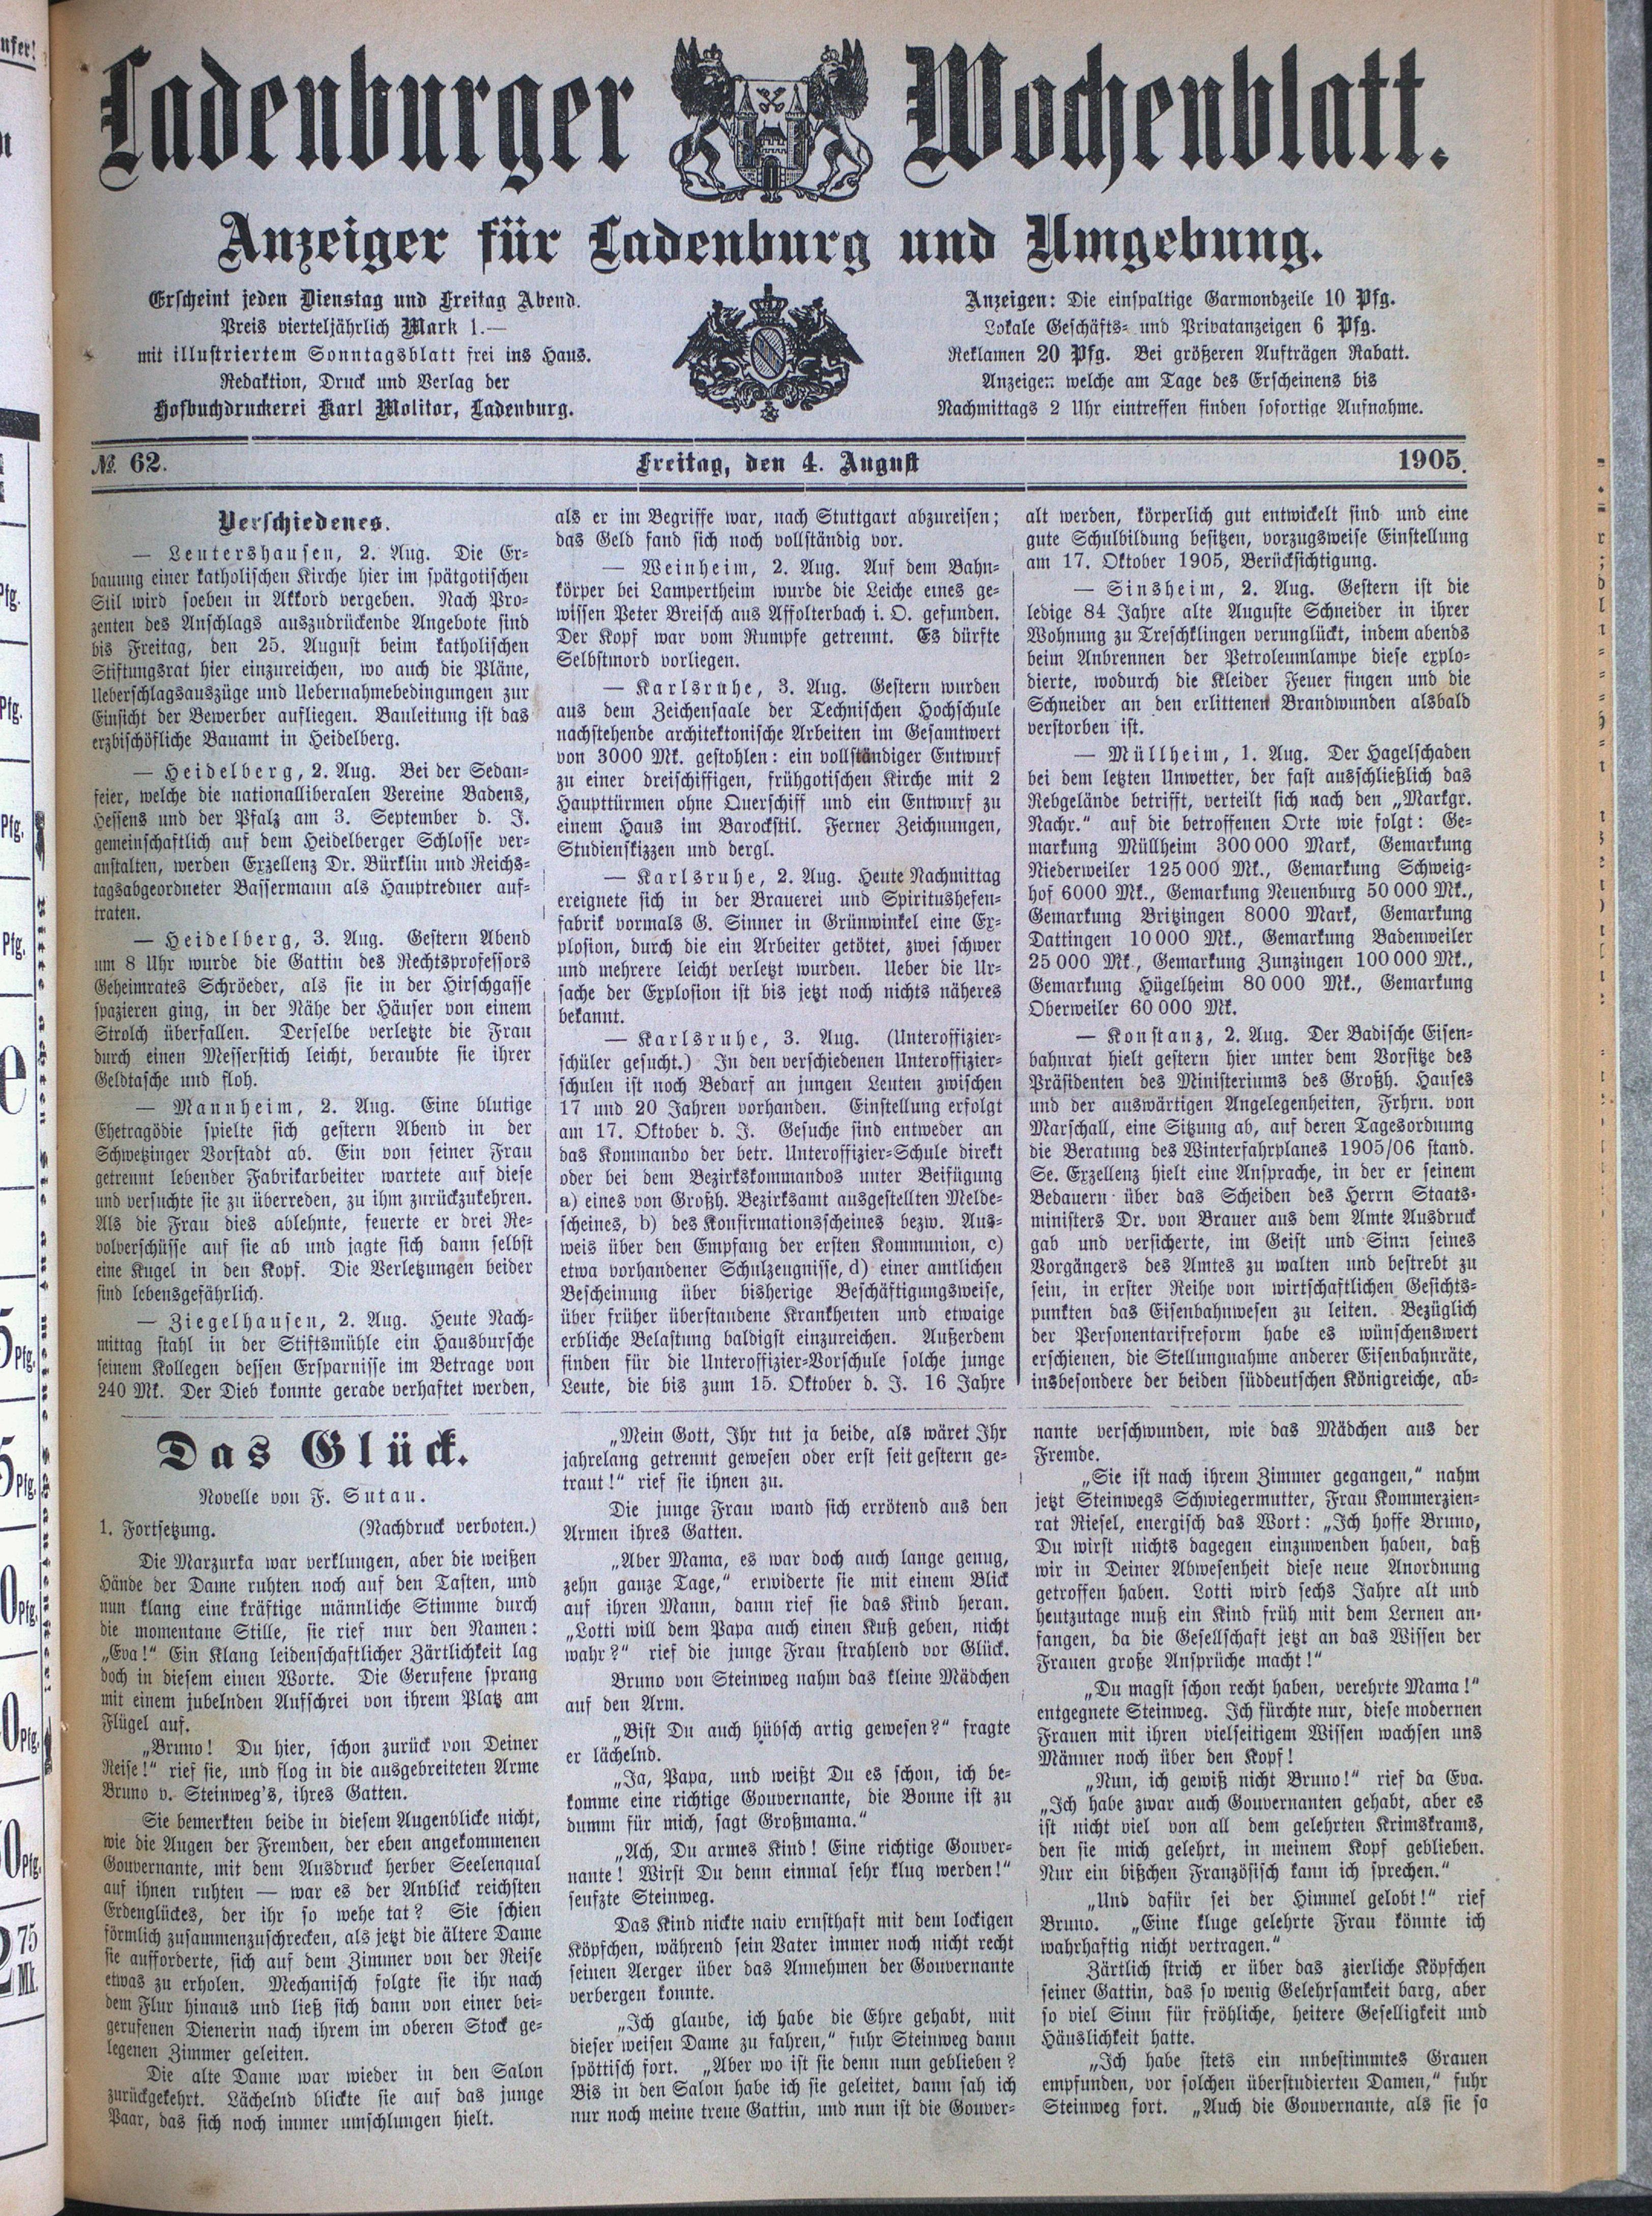 Ladenburger Wochenblatt.
Anzeiger für Ladenburg und Umgebung.
Erscheint jeden Dienstag und Freitag Abend.
Preis vierteljährlich Mark 1.—
mit illustriertem Sonntagsblatt frei ins Haus.
Redaktion, Druck und Verlag der
Hofbuchdruckerei Karl Molitor, Ladenburg.
Anzeigen: Die einspaltige Garmondzeile 10 Pfg.
Lokale Geschäfts- und Privatanzeigen 6 Pfg.
Reklamen 20 Pfg. Bei größeren Aufträgen Rabatt.
Anzeigen welche am Tage des Erscheinens bis
Nachmittags 2 Uhr eintreffen finden sofortige Aufnahme.
№. 62.
Freitag, den 4. August
1905.
Verschiedenes.
— Leutershausen, 2. Aug. Die Er-
bauung einer katholischen Kirche hier im spätgotischen
Stil wird soeben in Akkord vergeben. Nach Pro-
zenten des Anschlags auszudrückende Angebote sind
bis Freitag, den 25. August beim katholischen
Stiftungsrat hier einzureichen, wo auch die Pläne,
Ueberschlagsauszüge und Uebernahmebedingungen zur
Einsicht der Bewerber aufliegen. Bauleitung ist das
erzbischöfliche Bauamt in Heidelberg.
— Heidelberg, 2. Aug. Bei der Sedan-
feier, welche die nationalliberalen Vereine Badens,
Hessens und der Pfalz am 3. September d. J.
gemeinschaftlich auf dem Heidelberger Schlosse ver-
anstalten, werden Exzellenz Dr. Bürklin und Reichs-
tagsabgeordneter Bassermann als Hauptredner auf-
traten.
— Heidelberg, 3. Aug. Gestern Abend
um 8 Uhr wurde die Gattin des Rechtsprofessors
Geheimrates Schröeder, als sie in der Hirschgasse
spazieren ging, in der Nähe der Häuser von einem
Strolch überfallen. Derselbe verletzte die Frau
durch einen Messerstich leicht, beraubte sie ihrer
Geldtasche und floh.
— Mannheim, 2. Aug. Eine blutige
Ehetragödie spielte sich gestern Abend in der
Schwetzinger Vorstadt ab. Ein von seiner Frau
getrennt lebender Fabrikarbeiter wartete auf diese
und versuchte sie zu überreden, zu ihm zurückzukehren.
Als die Frau dies ablehnte, feuerte er drei Re-
volverschüsse auf sie ab und jagte sich dann selbst
eine Kugel in den Kopf. Die Verletzungen beider
sind lebensgefährlich.
— Ziegelhausen, 2. Aug. Heute Nach-
mittag stahl in der Stiftsmühle ein Hausbursche
seinem Kollegen dessen Ersparnisse im Betrage von
240 Mk. Der Dieb konnte gerade verhaftet werden,
als er im Begriffe war, nach Stuttgart abzureisen;
das Geld fand sich noch vollständig vor.
— Weinheim, 2. Aug. Auf dem Bahn-
körper bei Lampertheim wurde die Leiche eines ge-
wissen Peter Breisch aus Affolterbach i. O. gefunden.
Der Kopf war vom Rumpfe getrennt. Es dürfte
Selbstmord vorliegen.
— Karlsruhe, 3. Aug. Gestern wurden
aus dem Zeichensaale der Technischen Hochschule
nachstehende architektonische Arbeiten im Gesamtwert
von 3000 Mk. gestohlen: ein vollständiger Entwurf
zu einer dreischiffigen, frühgotischen Kirche mit 2
Haupttürmen ohne Querschiff und ein Entwurf zu
einem Haus im Barockstil. Ferner Zeichnungen,
Studienskizzen und dergl.
— Karlsruhe, 2. Aug. Heute Nachmittag
ereignete sich in der Brauerei und Spiritushefen-
fabrik vormals G. Sinner in Grünwinkel eine Ex-
plosion, durch die ein Arbeiter getötet, zwei schwer
und mehrere leicht verletzt wurden. Ueber die Ur-
sache der Explosion ist bis jetzt noch nichts näheres
bekannt.
— Karlsruhe, 3. Aug. (Unteroffizier-
schüler gesucht.) In den verschiedenen Unteroffizier-
schulen ist noch Bedarf an jungen Leuten zwischen
17 und 20 Jahren vorhanden. Einstellung erfolgt
am 17. Oktober d. J. Gesuche sind entweder an
das Kommando der betr. Unteroffizier-Schule direkt
oder bei dem Bezirkskommandos unter Beifügung
a) eines von Großh. Bezirksamt ausgestellten Melde-
scheines, b) des Konfirmationsscheines bezw. Aus-
weis über den Empfang der ersten Kommunion, c)
etwa vorhandener Schulzeugnisse, d) einer amtlichen
Bescheinung über bisherige Beschäftigungsweise,
über früher überstandene Krankheiten und etwaige
erbliche Belastung baldigst einzureichen. Außerdem
finden für die Unteroffizier-Vorschule solche junge
Leute, die bis zum 15. Oktober d. J. 16 Jahre
alt werden, körperlich gut entwickelt sind und eine
gute Schulbildung besitzen, vorzugsweise Einstellung
am 17. Oktober 1905, Berücksichtigung.
— Sinsheim, 2. Aug. Gestern ist die
ledige 84 Jahre alte Auguste Schneider in ihrer
Wohnung zu Treschklingen verunglückt, indem abends
beim Anbrennen der Petroleumlampe diese explo-
dierte, wodurch die Kleider Feuer fingen und die
Schneider an den erlittenen Brandwunden alsbald
verstorben ist.
— Müllheim, 1. Aug. Der Hagelschaden
bei dem letzten Unwetter, der fast ausschließlich das
Rebgelände betrifft, verteilt sich nach den „Markgr.
Nachr.“ auf die betroffenen Orte wie folgt: Ge-
markung Müllheim 300 000 Mark, Gemarkung
Niederweiler 125 000 Mk., Gemarkung Schweig-
hof 6000 Mk., Gemarkung Neuenburg 50 000 Mk.,
Gemarkung Britzingen 8000 Mark, Gemarkung
Dattingen 10 000 Mk., Gemarkung Badenweiler
25 000 Mk., Gemarkung Zunzingen 100 000 Mk.,
Gemarkung Hügelheim 80 000 Mk., Gemarkung
Oberweiler 60 000 Mk.
— Konstanz, 2. Aug. Der Badische Eisen-
bahnrat hielt gestern hier unter dem Vorsitze des
Präsidenten des Ministeriums des Großh. Hauses
und der auswärtigen Angelegenheiten, Frhrn. von
Marschall, eine Sitzung ab, auf deren Tagesordnung
die Beratung des Winterfahrplanes 1905/06 stand.
Se. Exzellenz hielt eine Ansprache, in der er seinem
Bedauern über das Scheiden des Herrn Staats-
ministers Dr. von Brauer aus dem Amte Ausdruck
gab und versicherte, im Geist und Sinn seines
Vorgängers des Amtes zu walten und bestrebt zu
sein, in erster Reihe von wirtschaftlichen Gesichts-
punkten das Eisenbahnwesen zu leiten. Bezüglich
der Personentarifreform habe es wünschenswert
erschienen, die Stellungnahme anderer Eisenbahnräte,
insbesondere der beiden süddeutschen Königreiche, ab-
Das Glück.
Novelle von F. Sutau.
1. Fortsetzung. (Nachdruck verboten.)
Die Marzurka war verklungen, aber die weißen
Hände der Dame ruhten noch auf den Tasten, und
nun klang eine kräftige männliche Stimme durch
die momentane Stille, sie rief nur den Namen:
„Eva!“ Ein Klang leidenschaftlicher Zärtlichkeit lag
doch in diesem einen Worte. Die Gerufene sprang
mit einem jubelnden Aufschrei von ihrem Platz am
Flügel auf.
„Bruno! Du hier, schon zurück von Deiner
Reise!“ rief sie, und flog in die ausgebreiteten Arme
Bruno v. Steinweg's, ihres Gatten.
Sie bemerkten beide in diesem Augenblicke nicht,
wie die Augen der Fremden, der eben angekommenen
Gouvernante, mit dem Ausdruck herber Seelenqual
auf ihnen ruhten — war es der Anblick reichsten
Erdenglückes, der ihr so wehe tat? Sie schien
förmlich zusammenzuschrecken, als jetzt die ältere Dame
sie aufforderte, sich auf dem Zimmer von der Reise
etwas zu erholen. Mechanisch folgte sie ihr nach
dem Flur hinaus und ließ sich dann von einer bei-
gerufenen Dienerin nach ihrem im oberen Stock ge-
legenen Zimmer geleiten.
Die alte Dame war wieder in den Salon
zurückgekehrt. Lächelnd blickte sie auf das junge
Paar, das sich noch immer umschlungen hielt.
„Mein Gott, Ihr tut ja beide, als wäret Ihr
jahrelang getrennt gewesen oder erst seit gestern ge-
traut!“ rief sie ihnen zu.
Die junge Frau wand sich errötend aus den
Armen ihres Gatten.
„Aber Mama, es war doch auch lange genug,
zehn ganze Tage,“ erwiderte sie mit einem Blick
auf ihren Mann, dann rief sie das Kind heran.
„Lotti will dem Papa auch einen Kuß geben, nicht
wahr?“ rief die junge Frau strahlend vor Glück.
Bruno von Steinweg nahm das kleine Mädchen
auf den Arm.
„Bist Du auch hübsch artig gewesen?“ fragte
er lächelnd.
„Ja, Papa, und weißt Du es schon, ich be-
komme eine richtige Gouvernante, die Bonne ist zu
dumm für mich, sagt Großmama.“
„Ach, Du armes Kind! Eine richtige Gouver-
nante! Wirst Du denn einmal sehr klug werden!“
seufzte Steinweg.
Das Kind nickte naiv ernsthaft mit dem lockigen
Köpfchen, während sein Vater immer noch nicht recht
seinen Aerger über das Annehmen der Gouvernante
verbergen konnte.
„Ich glaube, ich habe die Ehre gehabt, mit
dieser weisen Dame zu fahren,“ fuhr Steinweg dann
spöttisch fort. „Aber wo ist sie denn nun geblieben?
Bis in den Salon habe ich sie geleitet, dann sah ich
nur noch meine treue Gattin, und nun ist die Gouver-
nante verschwunden, wie das Mädchen aus der
Fremde.
„Sie ist nach ihrem Zimmer gegangen,“ nahm
jetzt Steinwegs Schwiegermutter, Frau Kommerzien-
rat Riesel, energisch das Wort: „Ich hoffe Bruno,
Du wirst nichts dagegen einzuwenden haben, daß
wir in Deiner Abwesenheit diese neue Anordnung
getroffen haben. Lotti wird sechs Jahre alt und
heutzutage muß ein Kind früh mit dem Lernen an-
fangen, da die Gesellschaft jetzt an das Wissen der
Frauen große Ansprüche macht!“
„Du magst schon recht haben, verehrte Mama!“
entgegnete Steinweg. Ich fürchte nur, diese modernen
Frauen mit ihren vielseitigem Wissen wachsen uns
Männer noch über den Kopf!
„Nun, ich gewiß nicht Bruno!“ rief da Eva.
„Ich habe zwar auch Gouvernanten gehabt, aber es
ist nicht viel von all dem gelehrten Krimskrams,
den sie mich gelehrt, in meinem Kopf geblieben.
Nur ein bißchen Französisch kann ich sprechen.“
„Und dafür sei der Himmel gelobt!“ rief
Bruno. „Eine kluge gelehrte Frau könnte ich
wahrhaftig nicht vertragen.“
Zärtlich strich er über das zierliche Köpfchen
seiner Gattin, das so wenig Gelehrsamkeit barg, aber
so viel Sinn für fröhliche, heitere Geselligkeit und
Häuslichkeit hatte.
„Ich habe stets ein unbestimmtes Grauen
empfunden, vor solchen überstudierten Damen,“ fuhr
Steinweg fort. „Auch die Gouvernante, als sie so